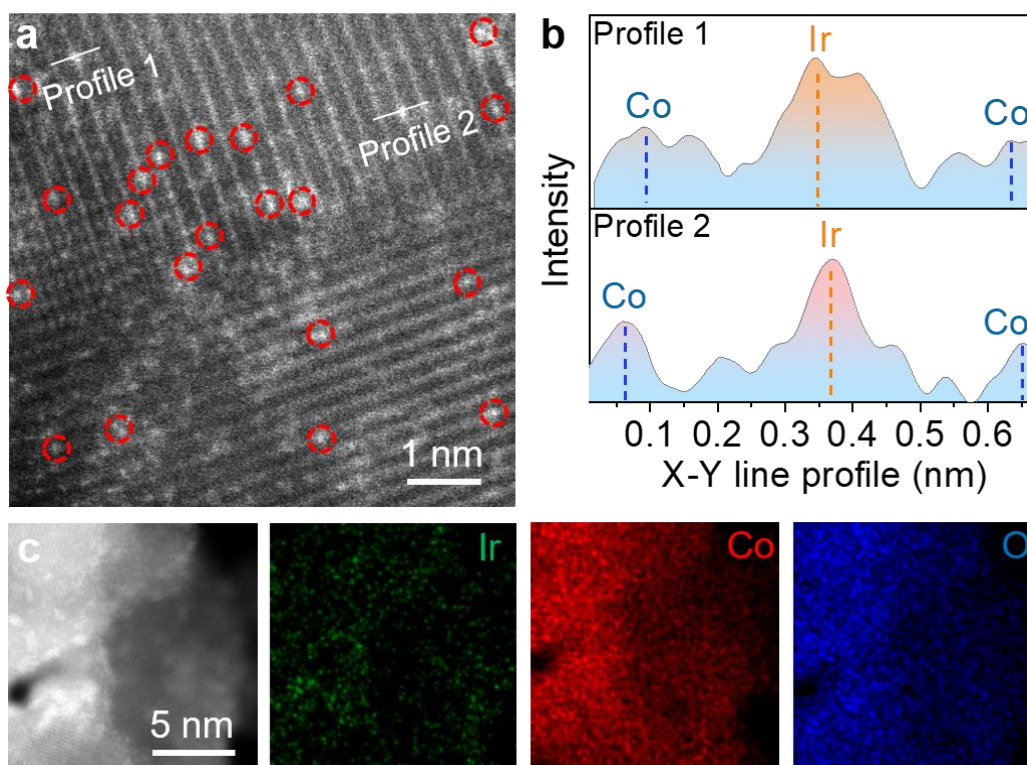 a
Profile 1
Profile 2
1 nm
b
Profile 1
Ir
Co
Co
Profile 2
Ir
Co
Co
Intensity
0.1 0.2 0.3 0.4 0.5 0.6
X-Y line profile (nm)
c
5 nm
Ir
Co
O